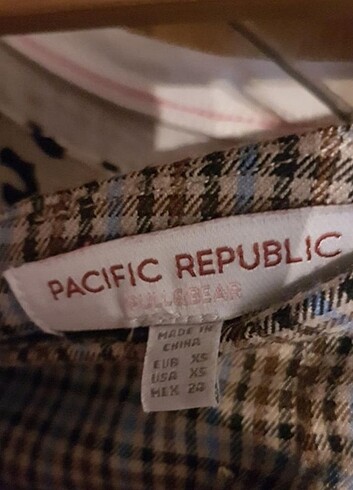 PACIFIC REPUBLIC
PULL&BEAR
MADE IN
CHINA
EUR XS
USA XS
MEX 24